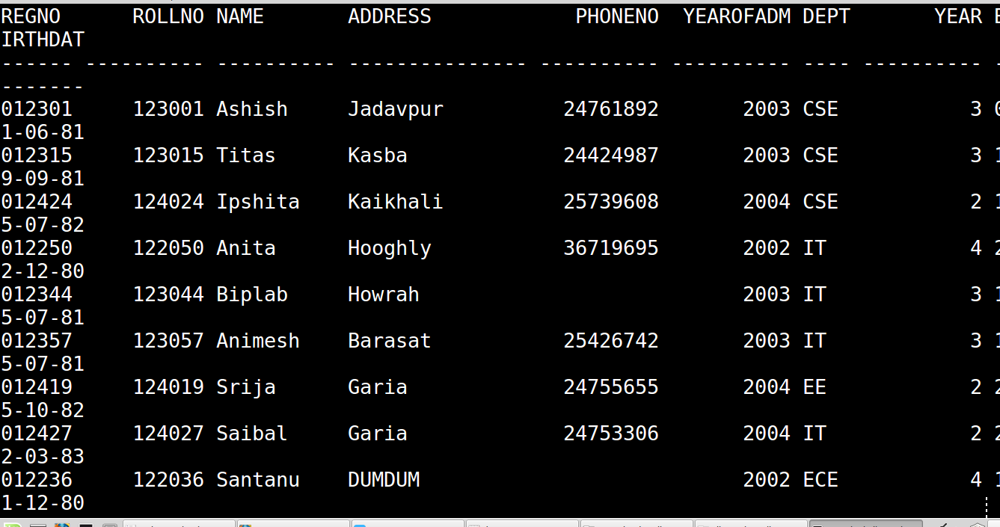 REGNO      ROLLNO NAME       ADDRESS            PHONENO  YEAROFADM DEPT       YEAR B
IRTHDAT
------ ---------- ---------- --------------- ---------- ---------- ---- ---------- -
-------
012301     123001 Ashish     Jadavpur          24761892       2003 CSE           3 0
1-06-81
012315     123015 Titas      Kasba             24424987       2003 CSE           3 1
9-09-81
012424     124024 Ipshita    Kaikhali          25739608       2004 CSE           2 1
5-07-82
012250     122050 Anita      Hooghly           36719695       2002 IT            4 2
2-12-80
012344     123044 Biplab     Howrah                           2003 IT            3 1
5-07-81
012357     123057 Animesh    Barasat           25426742       2003 IT            3 1
5-07-81
012419     124019 Srija      Garia             24755655       2004 EE            2 2
5-10-82
012427     124027 Saibal     Garia             24753306       2004 IT            2 2
2-03-83
012236     122036 Santanu    DUMDUM                           2002 ECE           4 1
1-12-80